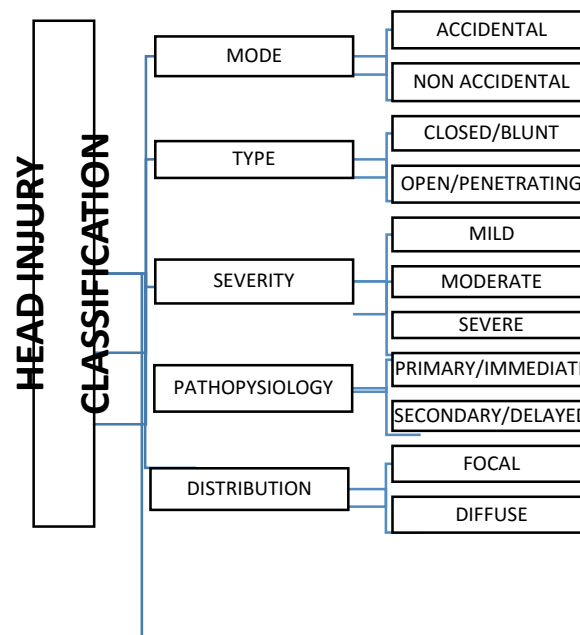 HEAD INJURY
CLASSIFICATION
MODE
ACCIDENTAL
NON ACCIDENTAL
TYPE
CLOSED/BLUNT
OPEN/PENETRATING
SEVERITY
MILD
MODERATE
SEVERE
PATHOPYSIOLOGY
PRIMARY/IMMEDIATE
SECONDARY/DELAYED
DISTRIBUTION
FOCAL
DIFFUSE